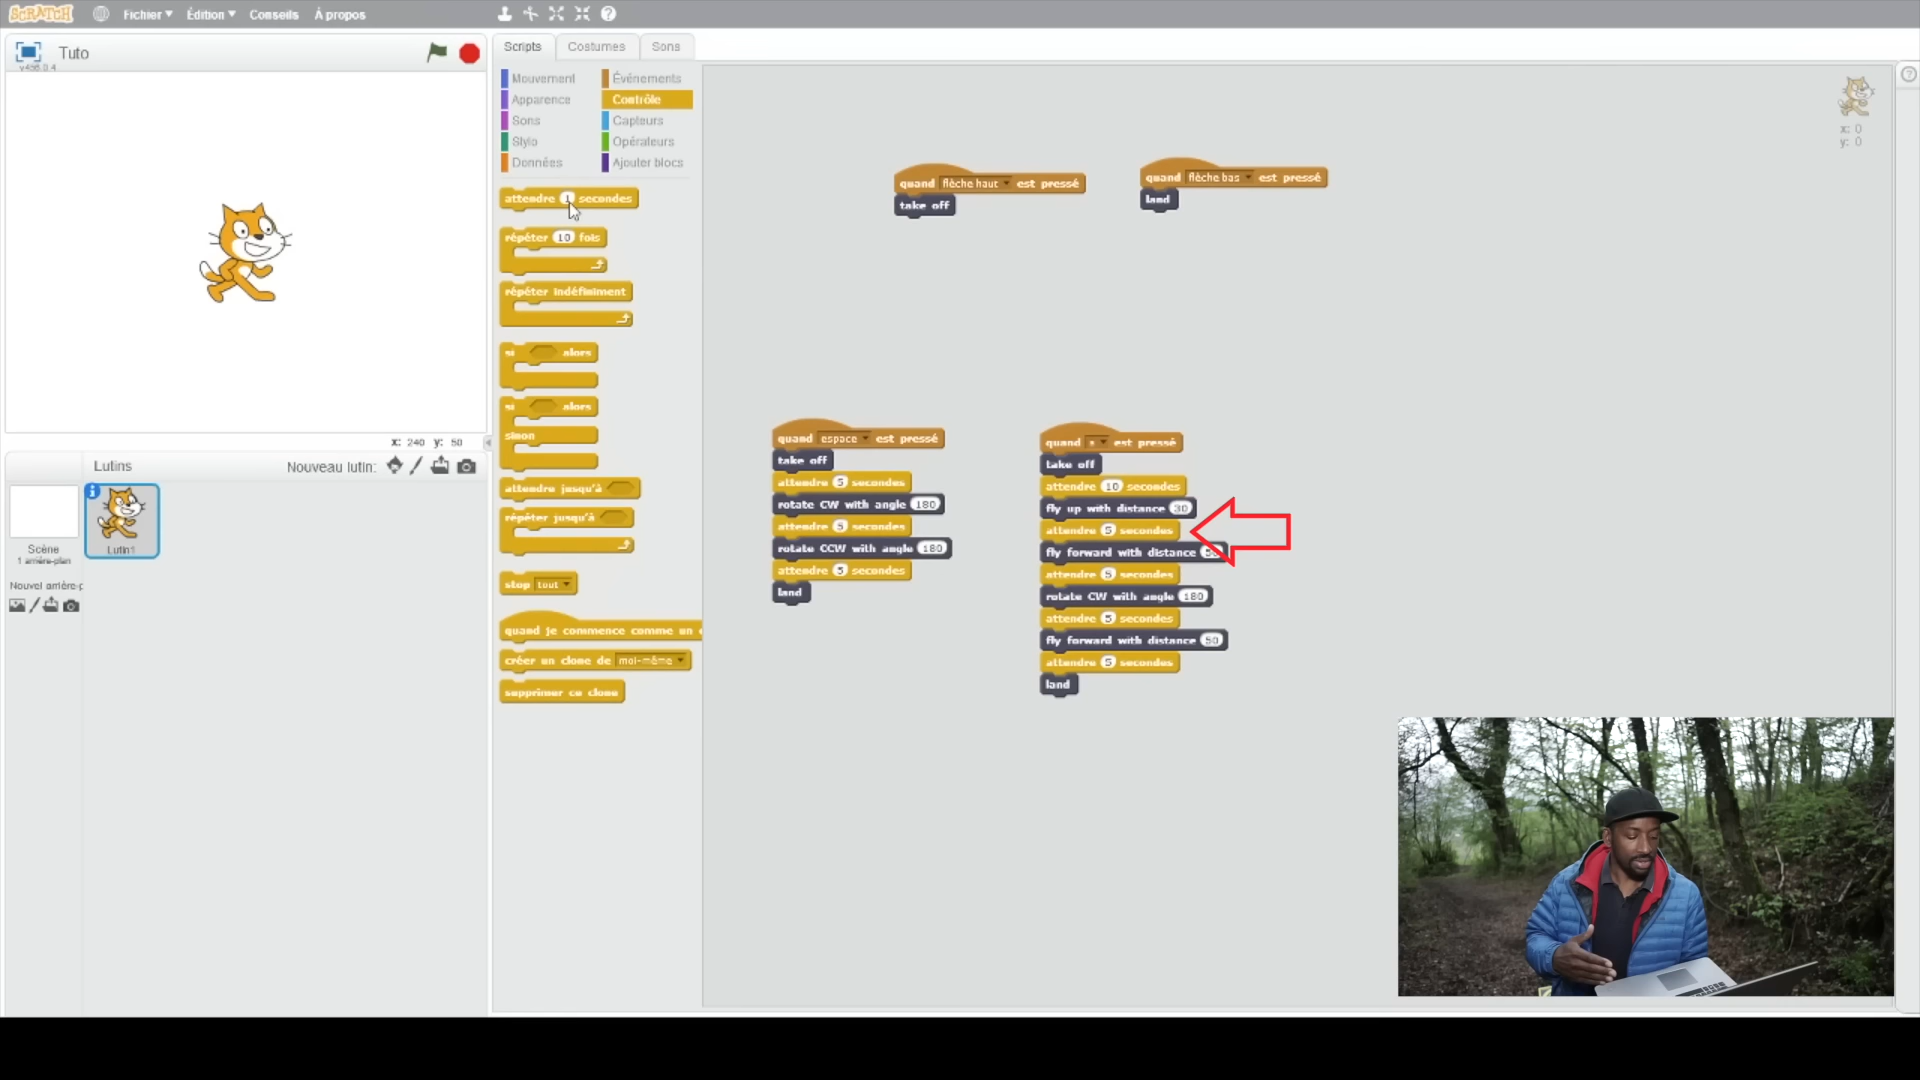 SCRATCH Fichier Édition Conseils À propos
Tuto
v456.0.4
Scripts Costumes Sons
Mouvement Événements
Apparence Contrôle
Sons Capteurs
Stylo Opérateurs
Données Ajouter blocs
attendre 1 secondes
répéter 10 fois
répéter indéfiniment
si alors
si alors
sinon
attendre jusqu'à
répéter jusqu'à
stop tout
quand je commence comme un c
créer un clone de moi-même
supprimer ce clone
x: 240 y: 50
Lutins Nouveau lutin:
Scène
1 arrière-plan
Lutin1
Nouvel arrière-p
quand flèche haut est pressé
take off
quand flèche bas est pressé
land
quand espace est pressé
take off
attendre 5 secondes
rotate CW with angle 180
attendre 5 secondes
rotate CCW with angle 180
attendre 5 secondes
land
quand s est pressé
take off
attendre 10 secondes
fly up with distance 30
attendre 5 secondes
fly forward with distance
attendre 5 secondes
rotate CW with angle 180
attendre 5 secondes
fly forward with distance 50
attendre 5 secondes
land
x: 0
y: 0